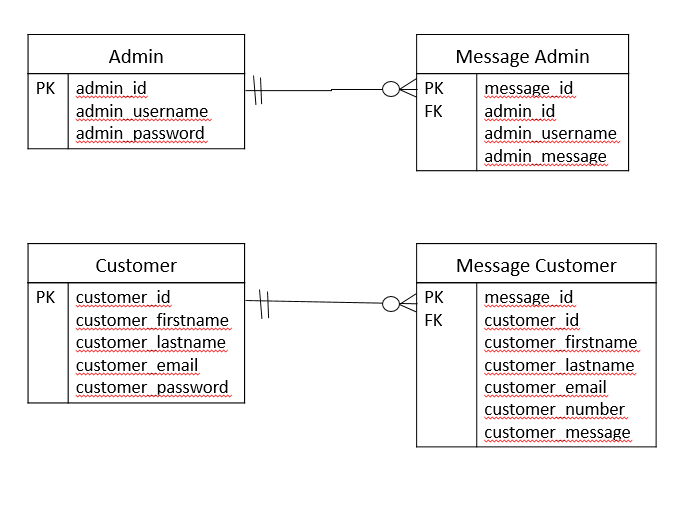 Admin
PK admin_id
admin_username
admin_password
Message Admin
PK message_id
FK admin_id
admin_username
admin_message
Customer
PK customer_id
customer_firstname
customer_lastname
customer_email
customer_password
Message Customer
PK message_id
FK customer_id
customer_firstname
customer_lastname
customer_email
customer_number
customer_message